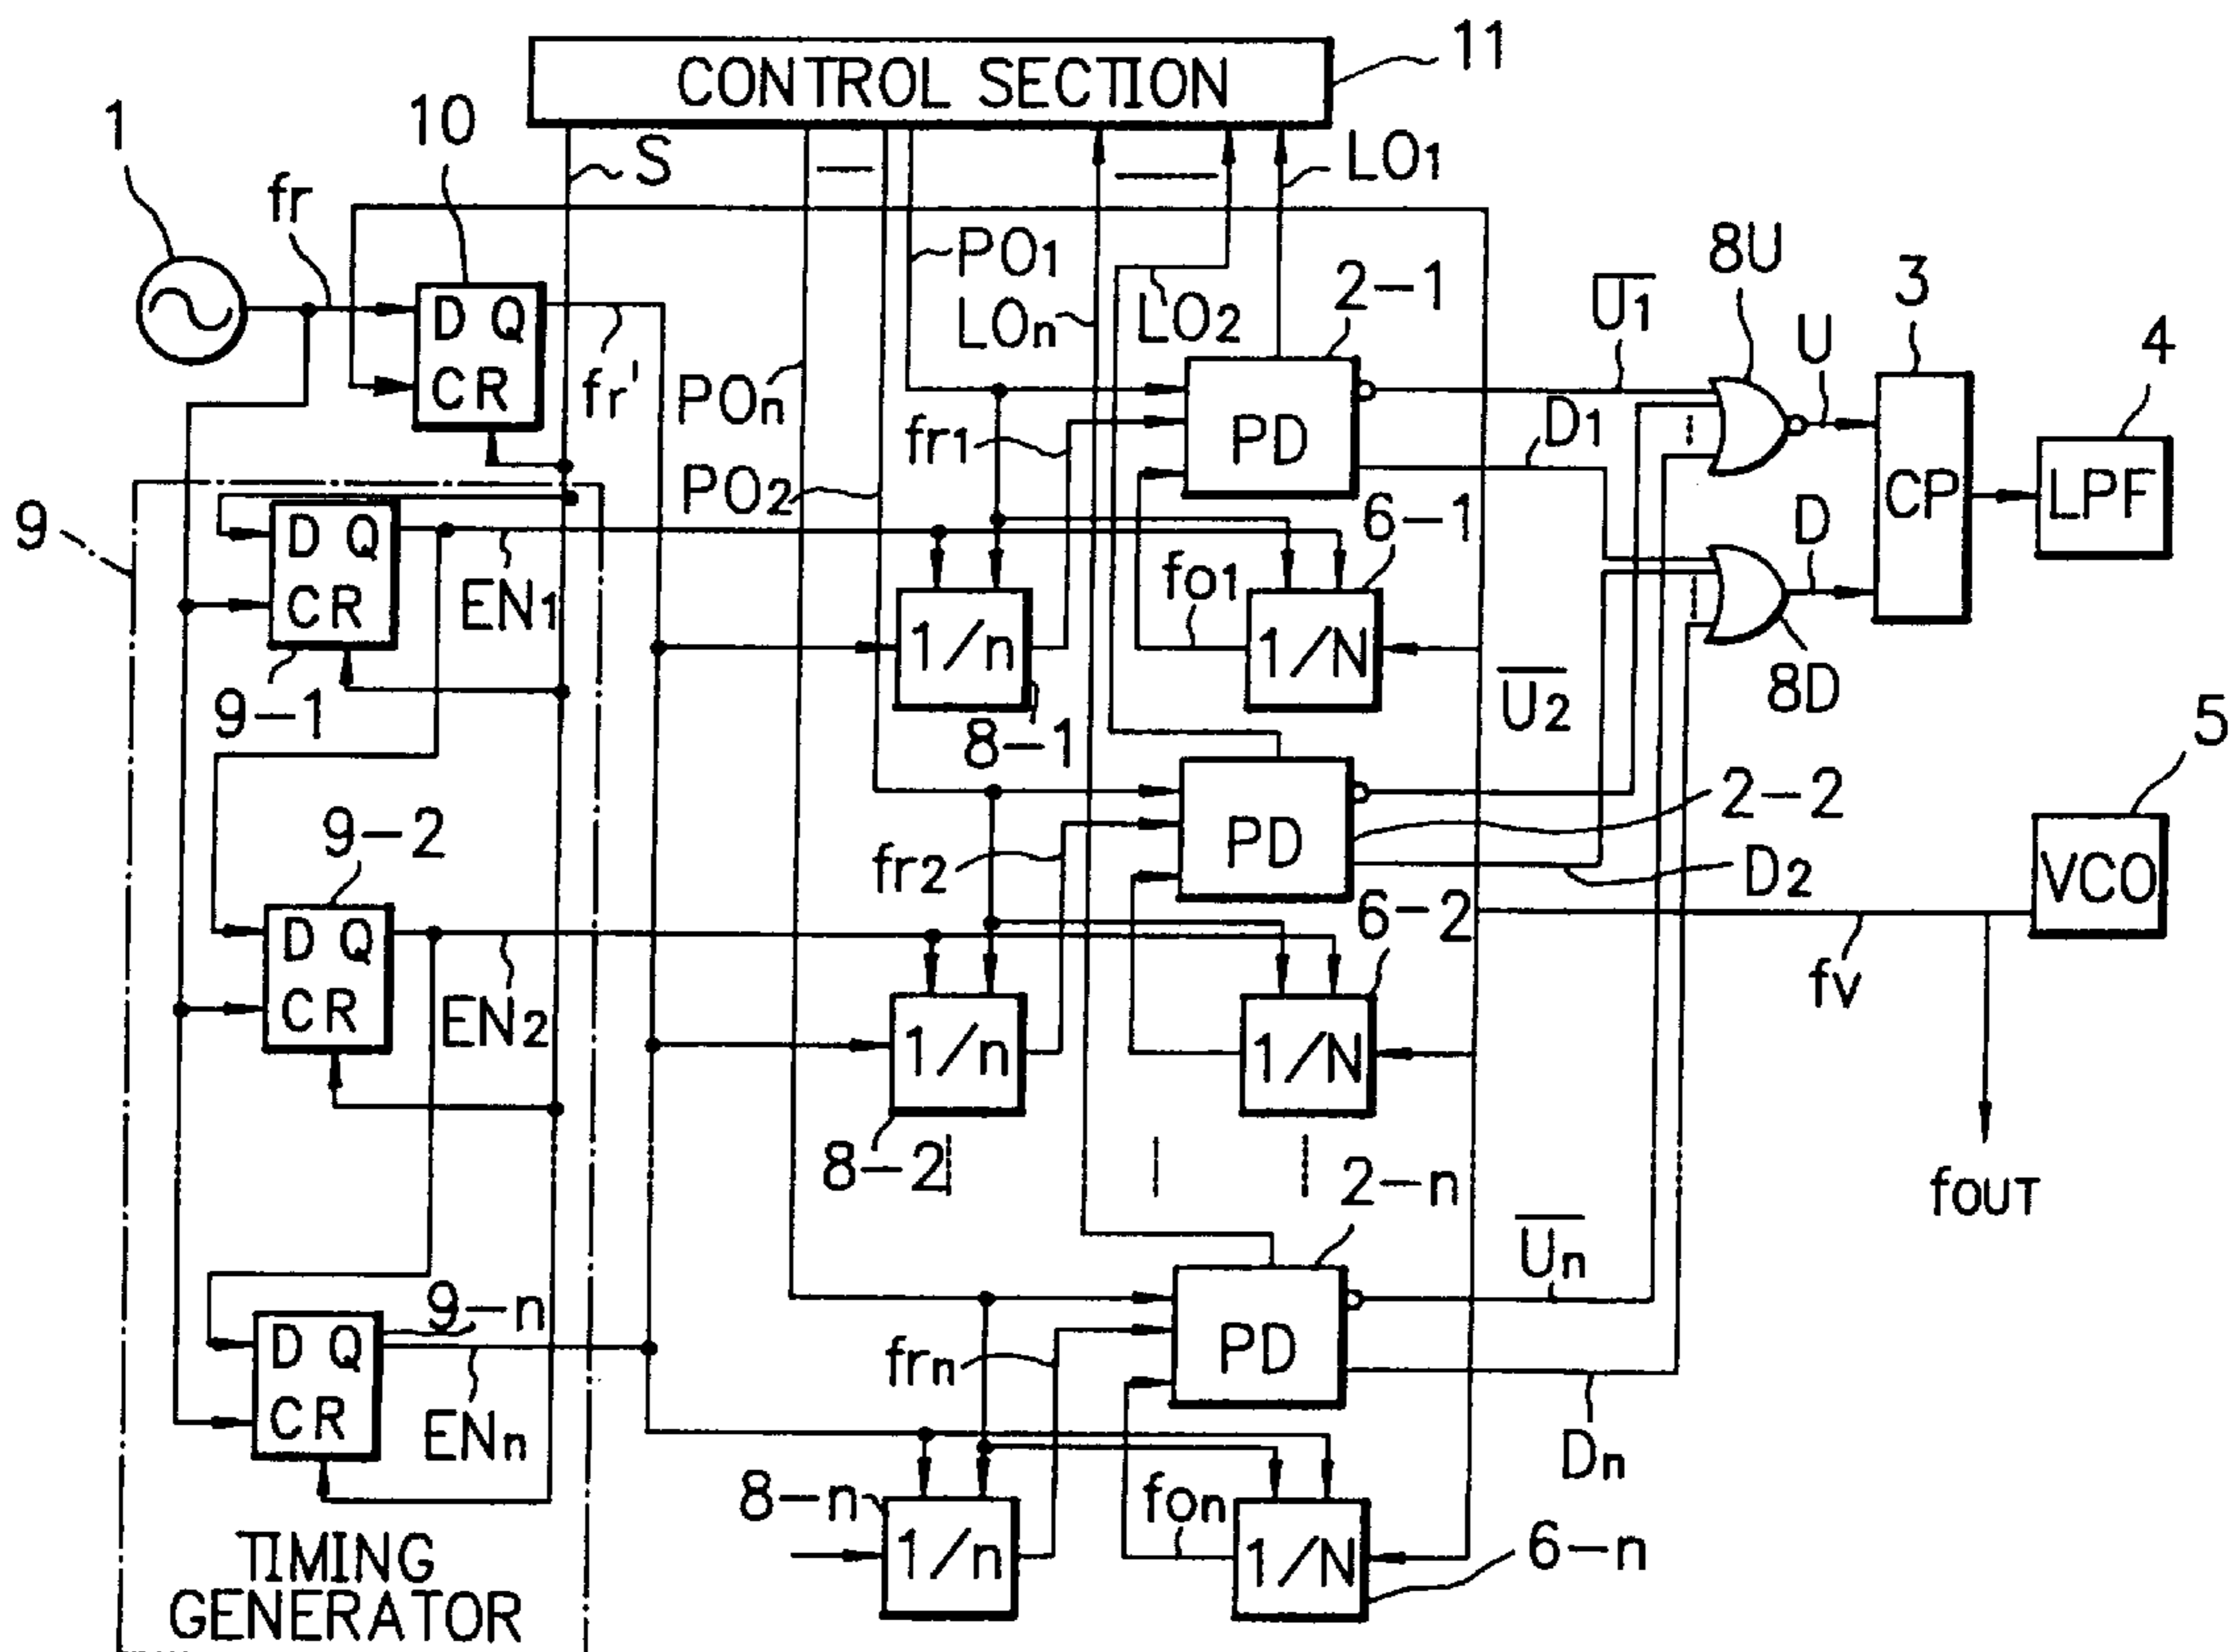 CONTROL SECTION
11
1
10
fr
S
LO1
PO1
LOn
LO2
2-1
U1
8U
U
3
4
D Q
CR
fr'
POn
PO2
fr1
PD
D1
CP
LPF
9
D Q
CR
EN1
6-1
fo1
D
8D
9-1
1/n
8-1
1/N
U2
5
9-2
fr2
PD
2-2
D2
VCO
D Q
CR
EN2
6-2
fv
1/n
1/N
8-2
2-n
fOUT
Un
9-n
D Q
CR
ENn
frn
PD
Dn
8-n
fon
1/n
1/N
6-n
TIMING
GENERATOR